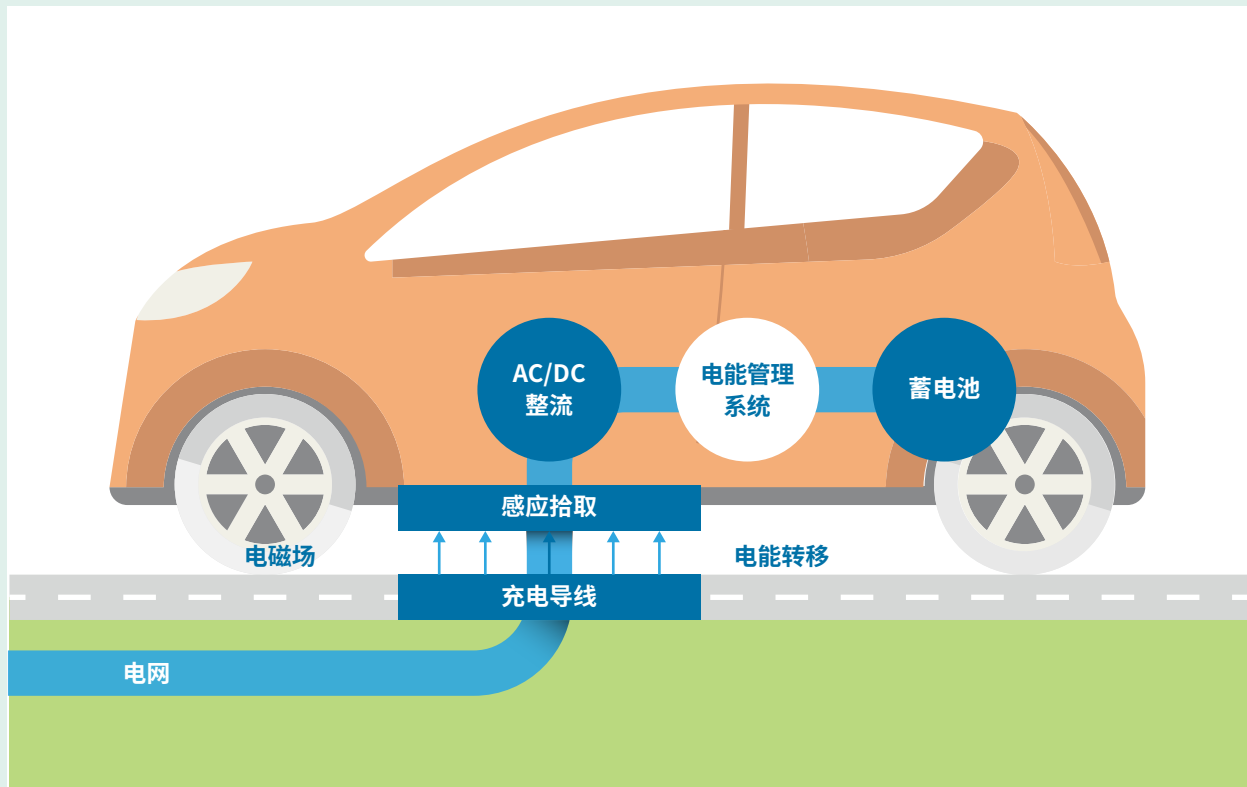 AC/DC
整流
电能管理
系统
蓄电池
感应拾取
电磁场
电能转移
充电导线
电网